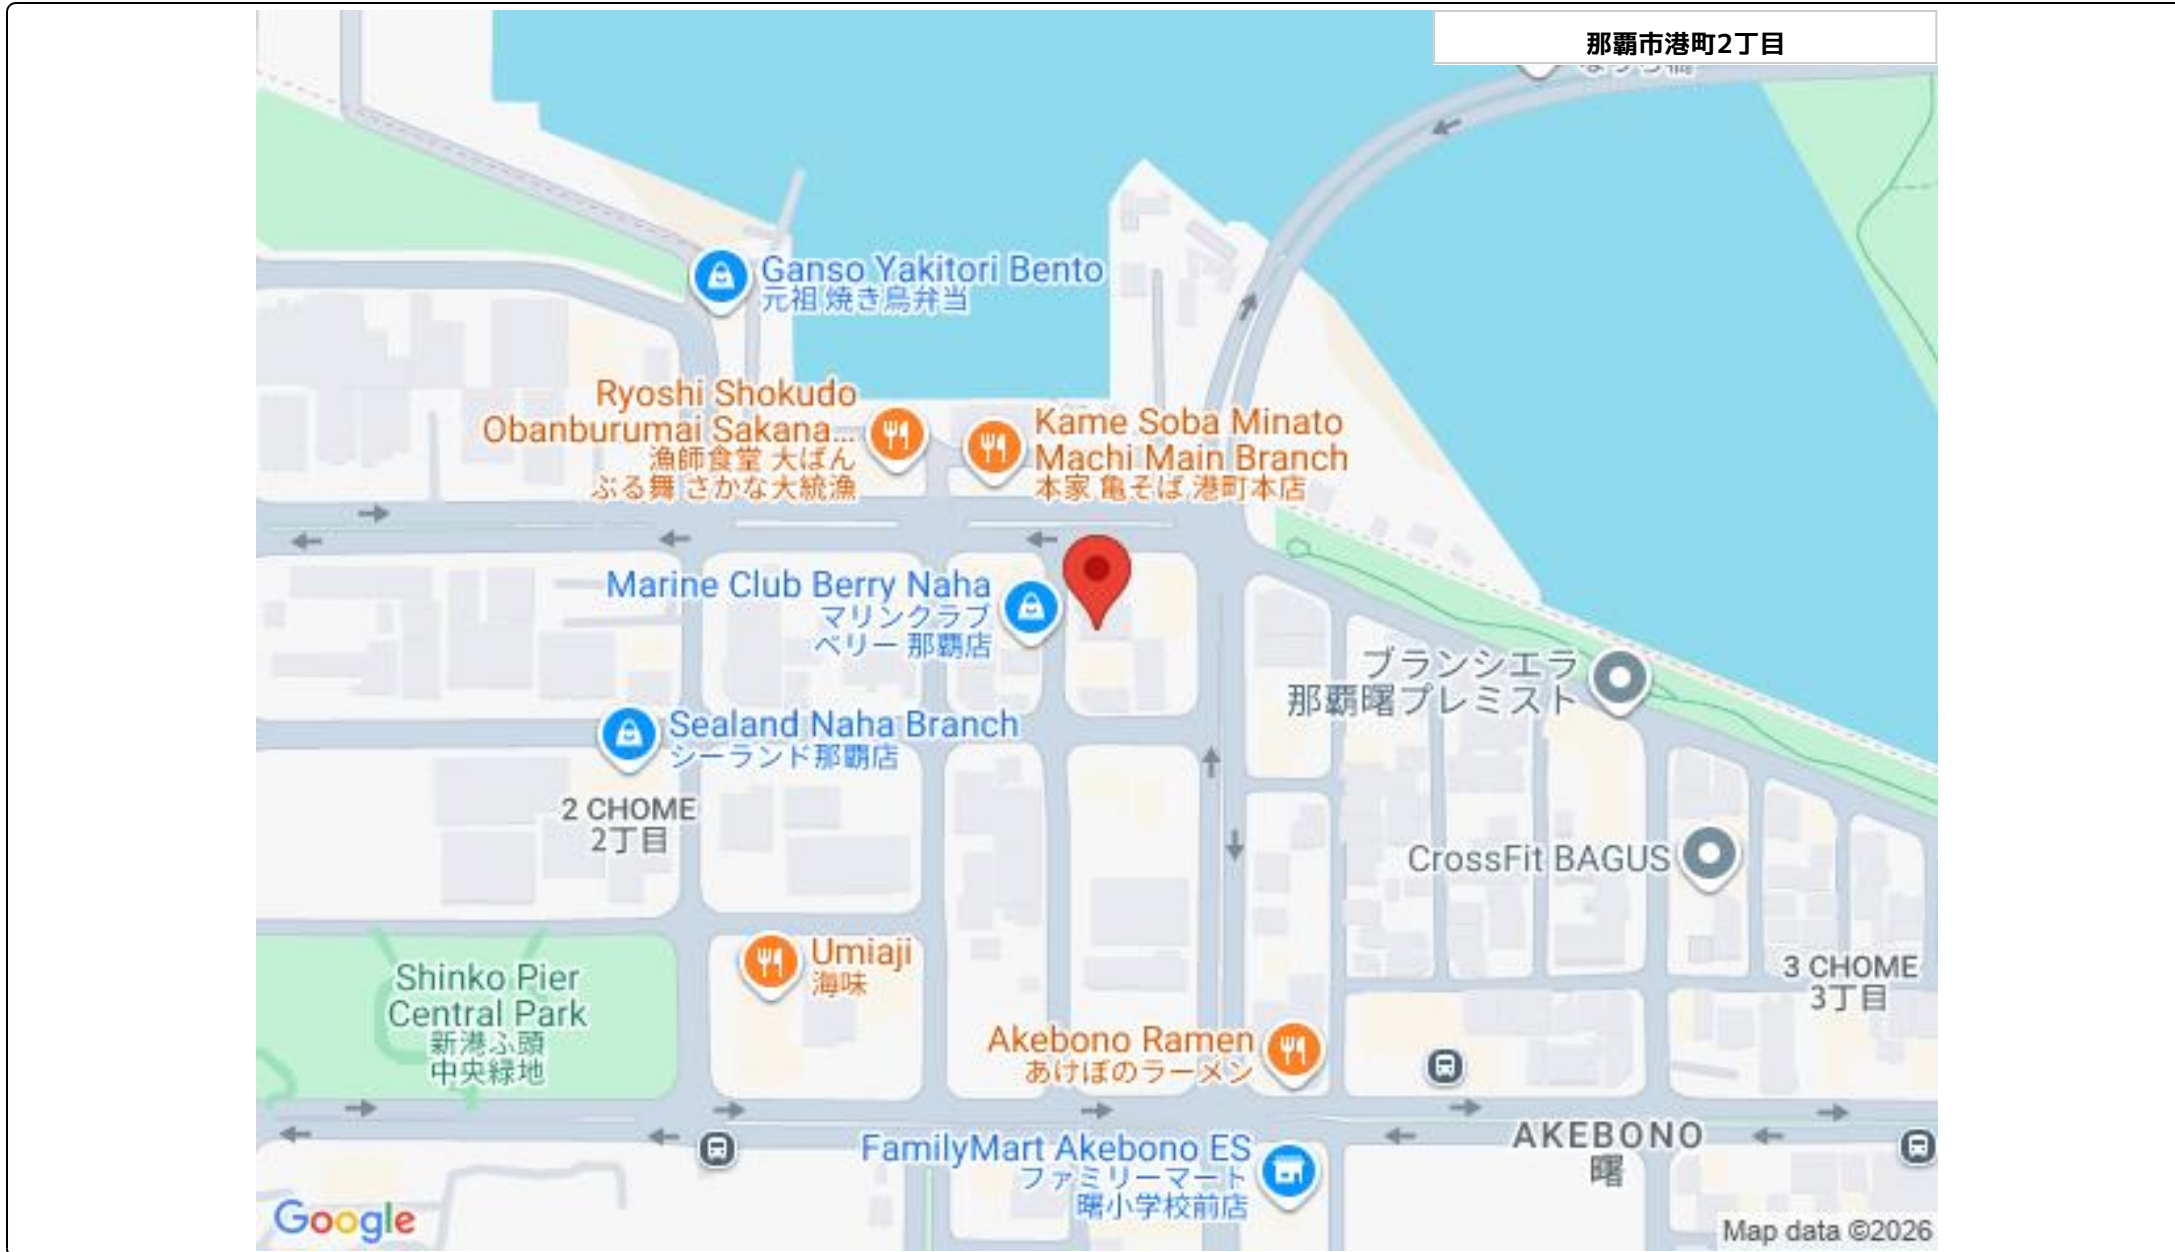 那覇市港町2丁目
Ganso Yakitori Bento
元祖 焼き鳥弁当
Ryoshi Shokudo
Obanburumai Sakana...
漁師食堂 大ばん
ぶる舞 さかな大統漁
Kame Soba Minato
Machi Main Branch
本家 亀そば 港町本店
Marine Club Berry Naha
マリンクラブ
ベリー 那覇店
ブランシエラ
那覇曙プレミスト
Sealand Naha Branch
シーランド那覇店
2 CHOME
2丁目
CrossFit BAGUS
Umiaji
海味
Shinko Pier
Central Park
新港ふ頭
中央緑地
3 CHOME
3丁目
Akebono Ramen
あけぼのラーメン
FamilyMart Akebono ES
ファミリーマート
曙小学校前店
AKEBONO
曙
Google
Map data ©2026